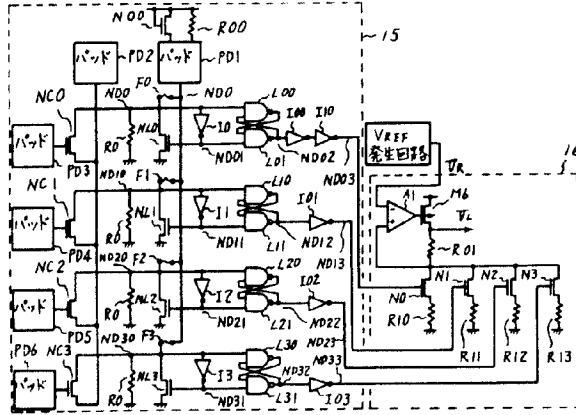 N00
R00
15
パッド
PD2
パッド
PD1
NC0
F0
ND0
ND0
L00
I0
I00
I10
パッド
PD3
R0
NL0
ND01
L01
ND02
ND03
VREF
発生回路
16
VR
A1
M6
VL
R01
NC1
ND10
F1
L10
I1
I01
パッド
PD4
R0
NL1
ND11
L11
ND12
ND13
NC2
ND20
F2
L20
I2
I02
N0
N1
N2
N3
R10
パッド
PD5
R0
NL2
ND21
L21
ND22
ND23
R11
R12
R13
PD6
NC3
ND30
F3
L30
ND33
パッド
R0
NL3
I3
ND31
L31
ND32
I03